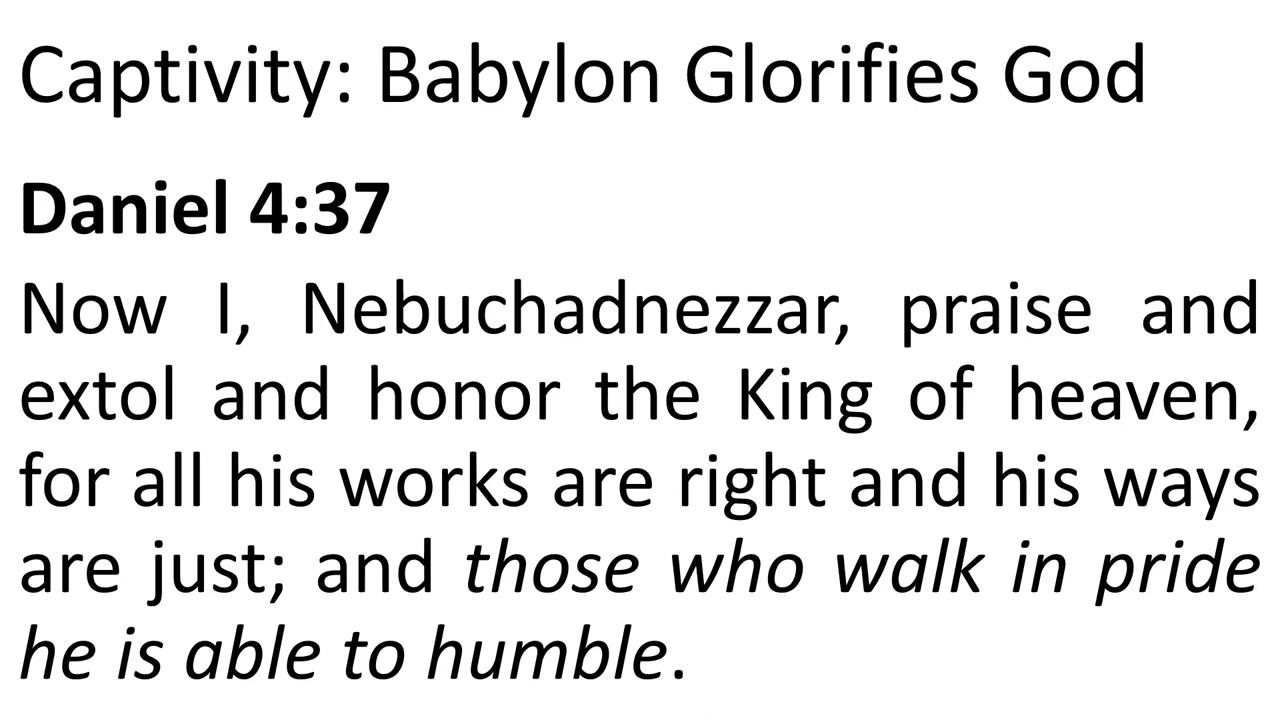 Captivity: Babylon Glorifies God
Daniel 4:37
Now I, Nebuchadnezzar, praise and
extol and honor the King of heaven,
for all his works are right and his ways
are just; and those who walk in pride
he is able to humble.